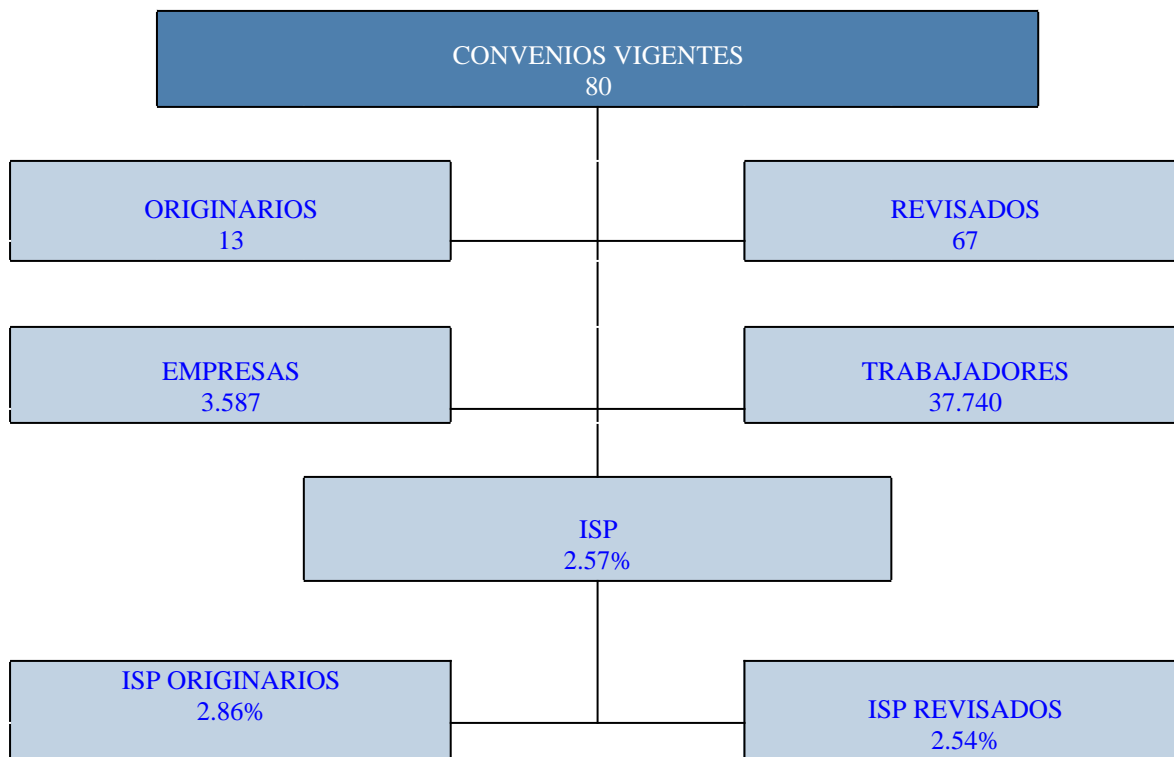 CONVENIOS VIGENTES
80
ORIGINARIOS
13
REVISADOS
67
EMPRESAS
3.587
TRABAJADORES
37.740
ISP
2.57%
ISP ORIGINARIOS
2.86%
ISP REVISADOS
2.54%